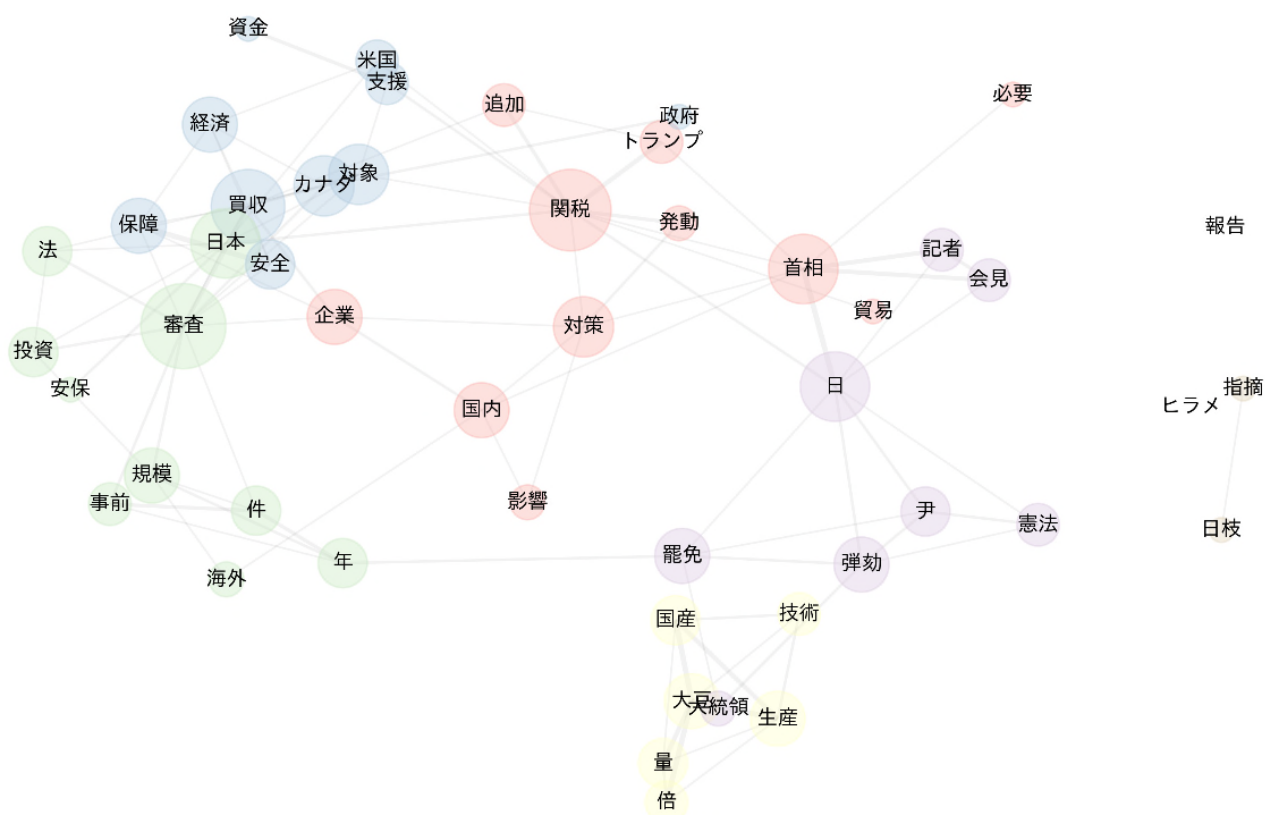 資金
米国
支援
追加
必要
政府
経済
トランプ
対象
カナダ
買収
関税
発動
保障
報告
日本
法
記者
安全
首相
会見
貿易
企業
審査
対策
投資
日
安保
指摘
ヒラメ
国内
規模
影響
事前
件
尹
憲法
日枝
罷免
年
弾劾
海外
技術
国産
大豆
大統領
生産
量
倍